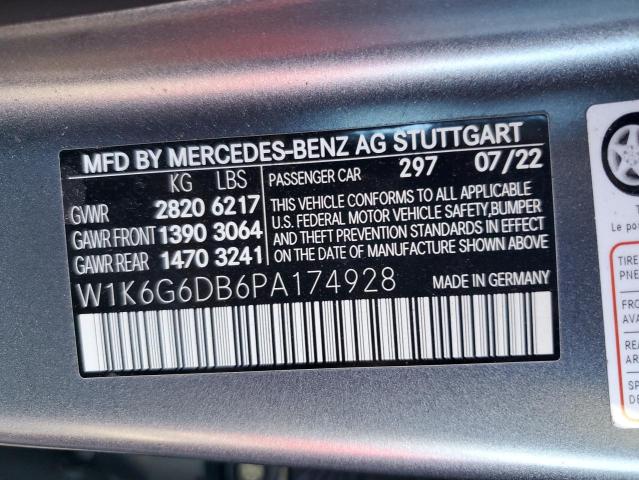 MFD BY MERCEDES-BENZ AG STUTTGART
KG LBS PASSENGER CAR 297 07/22
GVWR 2820 6217
GAWR FRONT 1390 3064
GAWR REAR 1470 3241
THIS VEHICLE CONFORMS TO ALL APPLICABLE
U.S. FEDERAL MOTOR VEHICLE SAFETY,BUMPER
AND THEFT PREVENTION STANDARDS IN EFFECT
ON THE DATE OF MANUFACTURE SHOWN ABOVE
W1K6G6DB6PA174928 MADE IN GERMANY
Le
TIRE